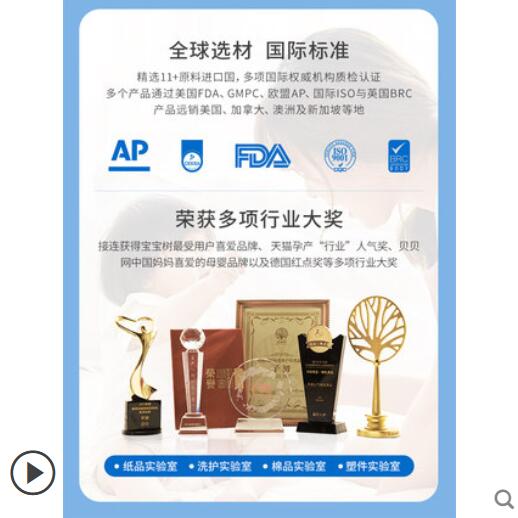 全球选材 国际标准
精选11+原料进口国，多项国际权威机构质检认证
多个产品通过美国FDA、GMPC、欧盟AP、国际ISO与英国BRC
产品远销美国、加拿大、澳洲及新加坡等地
AP
FDA
ISO
9001
BRC
荣获多项行业大奖
接连获得宝宝树最受用户喜爱品牌、天猫孕产“行业”人气奖、贝贝
网中国妈妈喜爱的母婴品牌以及德国红点奖等多项行业大奖
子初
榮
譽
• 纸品实验室 • 洗护实验室 • 棉品实验室 • 塑件实验室